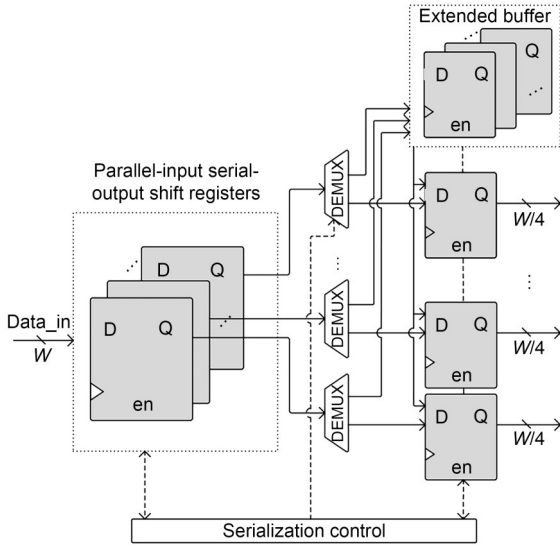 Extended buffer
Q
D Q
en
Parallel-input serial-
output shift registers
DEMUX
D Q
en
W/4
D Q
Data_in
W
D Q
en
DEMUX
D Q
en
W/4
DEMUX
D Q
en
W/4
Serialization control